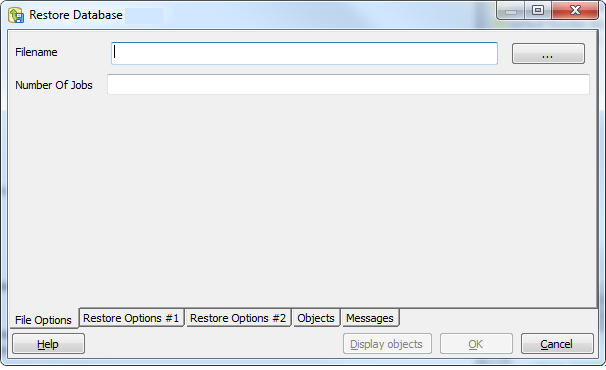 Restore Database
Filename
...
Number Of Jobs
File Options Restore Options #1 Restore Options #2 Objects Messages
Help Display objects OK Cancel